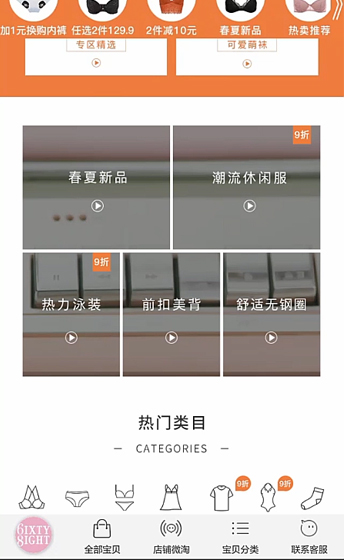 加1元换购内裤 任选2件129.9 2件减10元 春夏新品 热卖推荐
专区精选 可爱萌袜
9折
春夏新品 潮流休闲服
9折
热力泳装 前扣美背 舒适无钢圈
热门类目
— CATEGORIES —
9折 9折
6IXTY
8IGHT
全部宝贝 店铺微淘 宝贝分类 联系客服